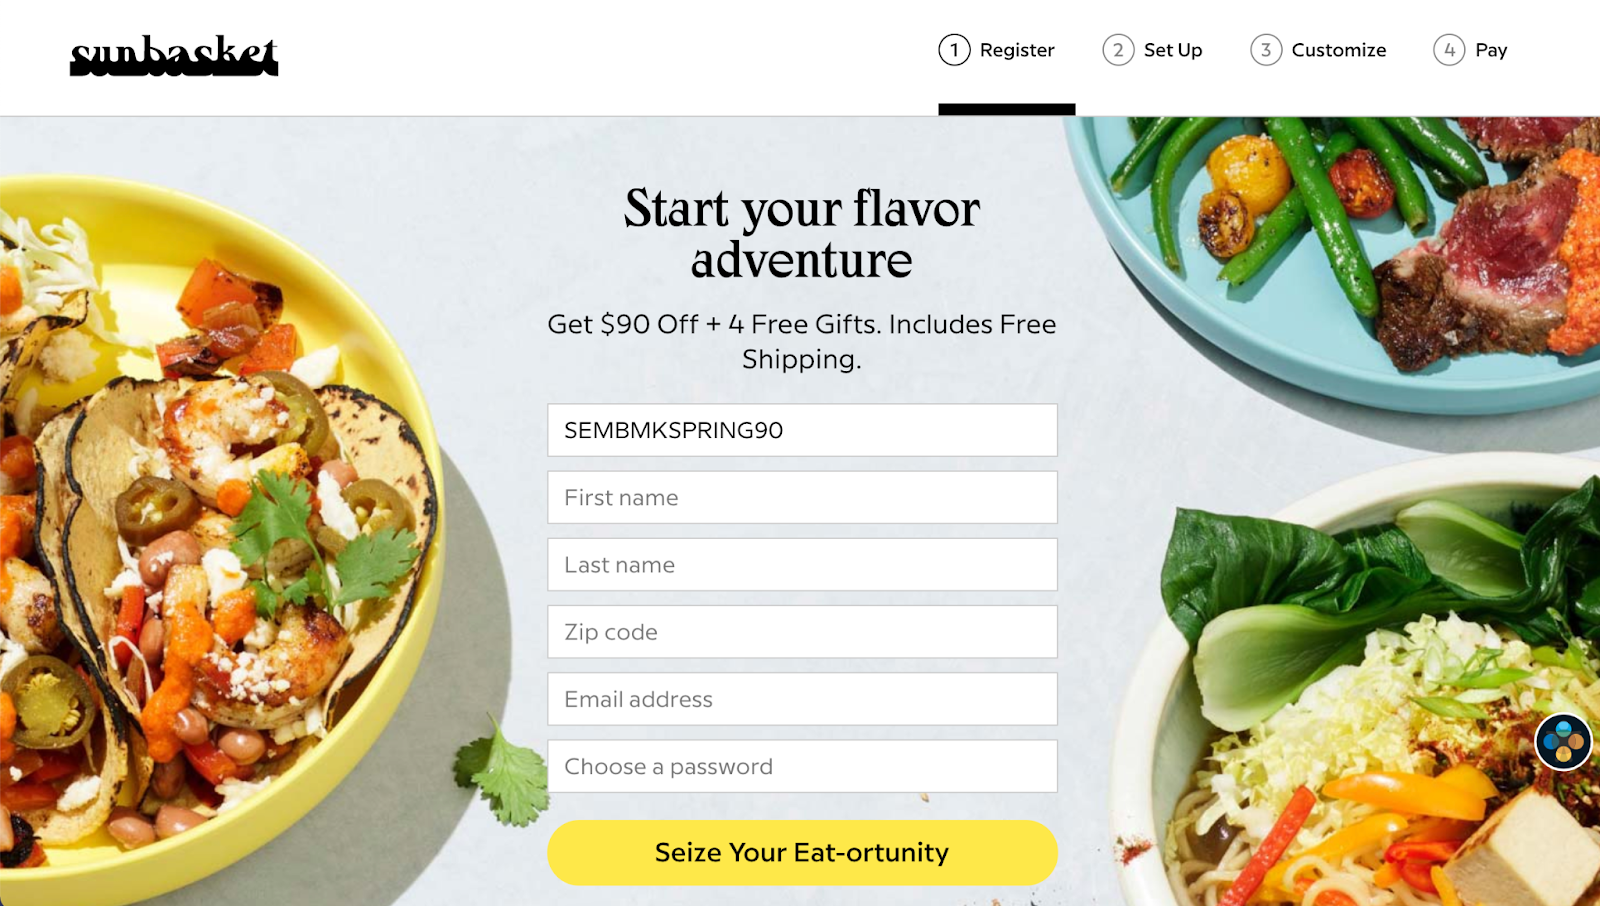 sunbasket
1 Register 2 Set Up 3 Customize 4 Pay
Start your flavor
adventure
Get $90 Off + 4 Free Gifts. Includes Free
Shipping.
SEMBMKSPRING90
First name
Last name
Zip code
Email address
Choose a password
Seize Your Eat-ortunity